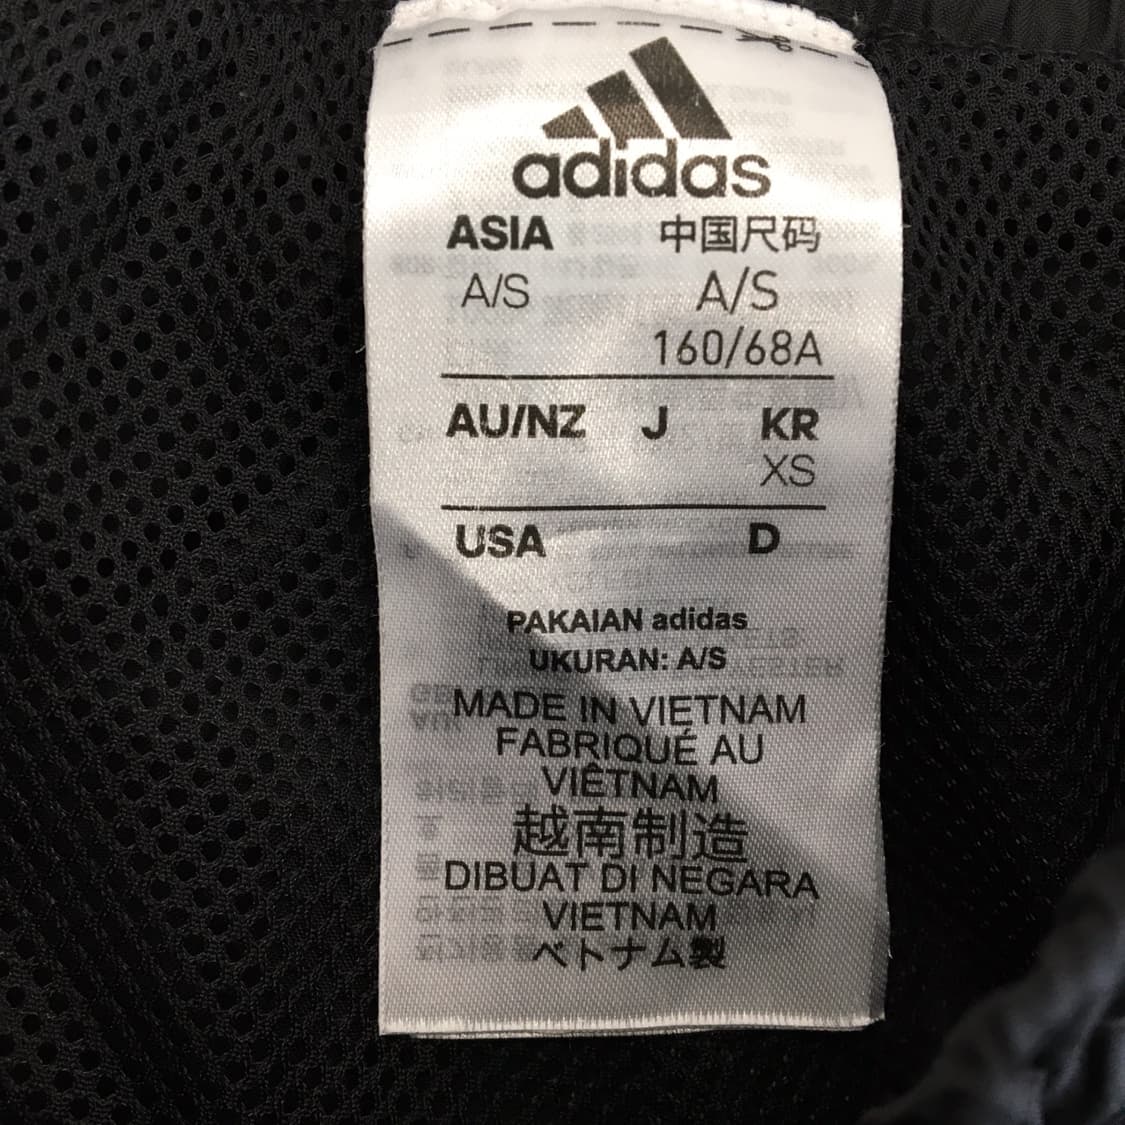 adidas
ASIA 中国尺码
A/S A/S
160/68A
AU/NZ J KR
XS
USA D
PAKAIAN adidas
UKURAN: A/S
MADE IN VIETNAM
FABRIQUÉ AU
VIÊTNAM
越南制造
DIBUAT DI NEGARA
VIETNAM
ベトナム製